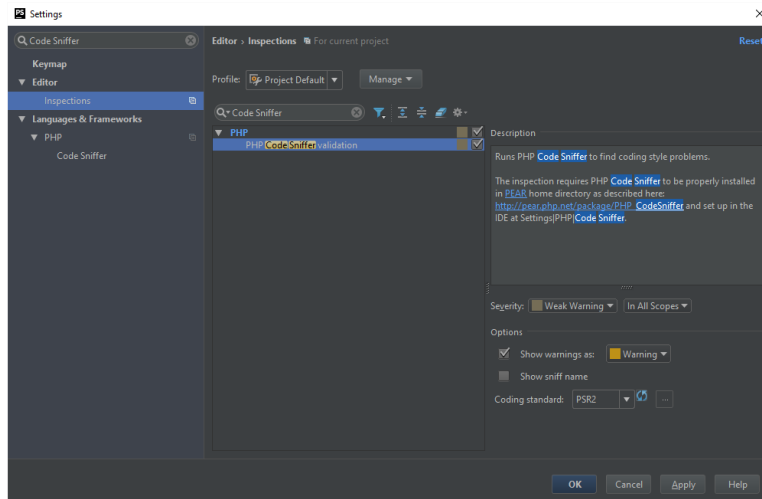 PS Settings
Code Sniffer
Keymap
Editor
Inspections
Languages & Frameworks
PHP
Code Sniffer
Editor › Inspections For current project
Reset
Profile: Project Default Manage
Code Sniffer
PHP
PHP Code Sniffer validation
Description
Runs PHP Code Sniffer to find coding style problems.
The inspection requires PHP Code Sniffer to be properly installed
in PEAR home directory as described here:
http://pear.php.net/package/PHP_CodeSniffer and set up in the
IDE at Settings|PHP|Code Sniffer.
Severity: Weak Warning In All Scopes
Options
Show warnings as: Warning
Show sniff name
Coding standard: PSR2 ...
OK Cancel Apply Help